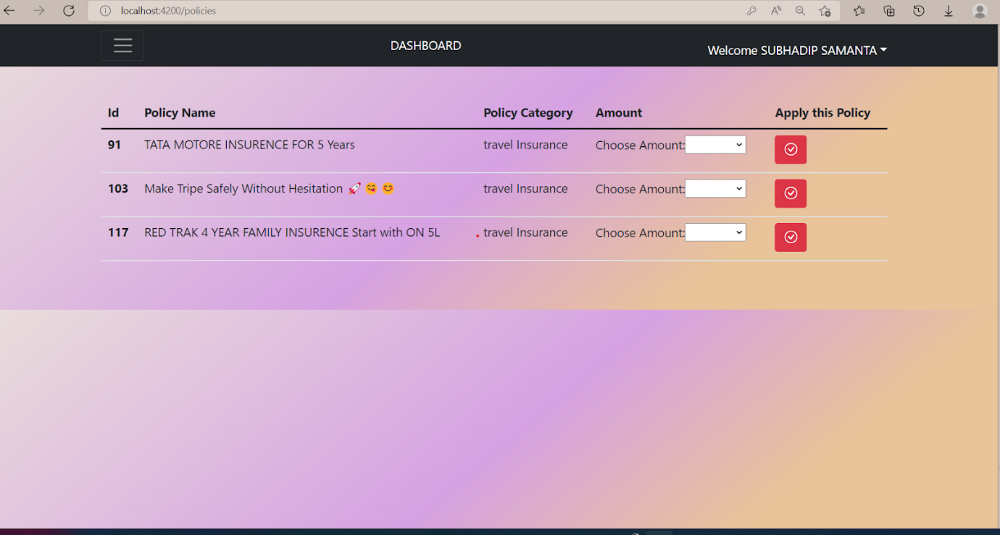 localhost:4200/policies
DASHBOARD
Welcome SUBHADIP SAMANTA
Id Policy Name Policy Category Amount Apply this Policy
91 TATA MOTORE INSURENCE FOR 5 Years travel Insurance Choose Amount:
103 Make Tripe Safely Without Hesitation 🚀 😋 😊 travel Insurance Choose Amount:
117 RED TRAK 4 YEAR FAMILY INSURENCE Start with ON 5L travel Insurance Choose Amount: